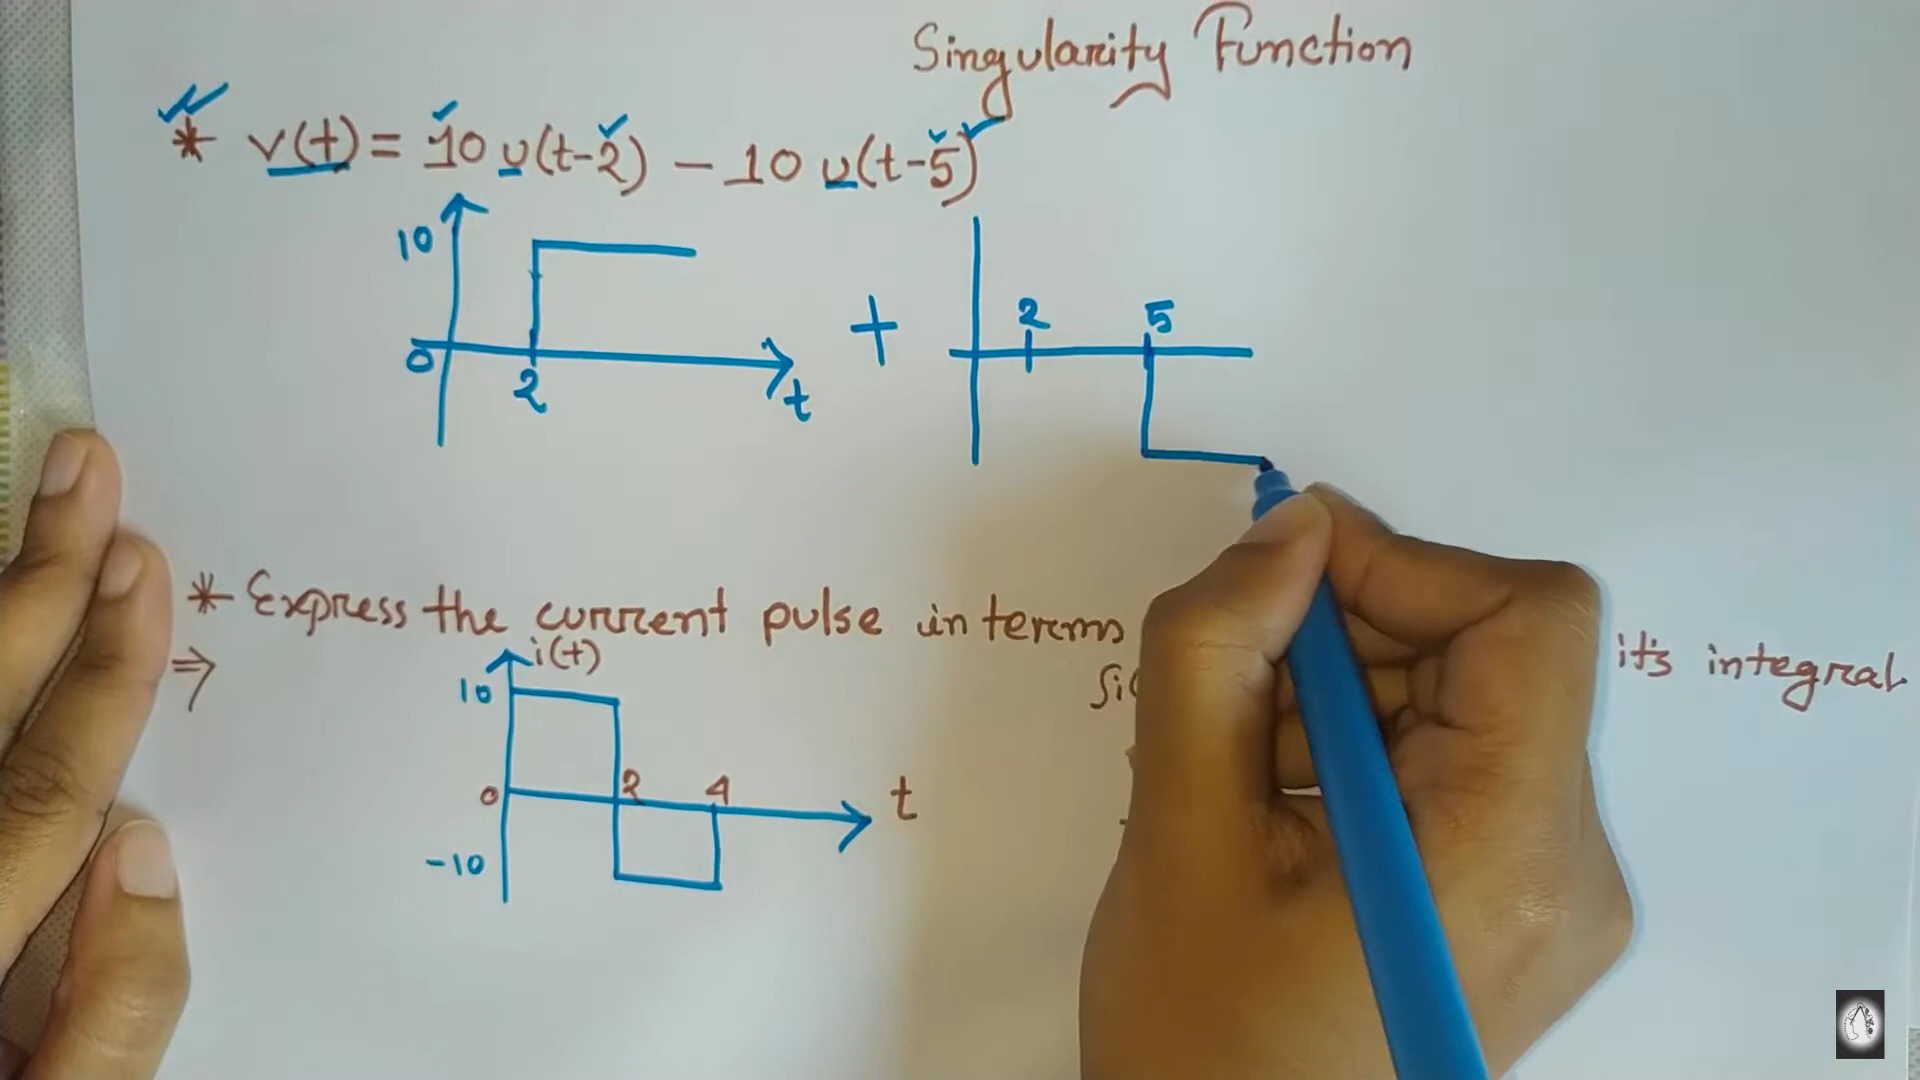 Singularity Function
* v(t) = 10 u(t-2) - 10 u(t-5)
10
0
2
t
+
2 5
* Express the current pulse in terms
it's integral
⇒
i(t)
10
0
2 4
t
-10